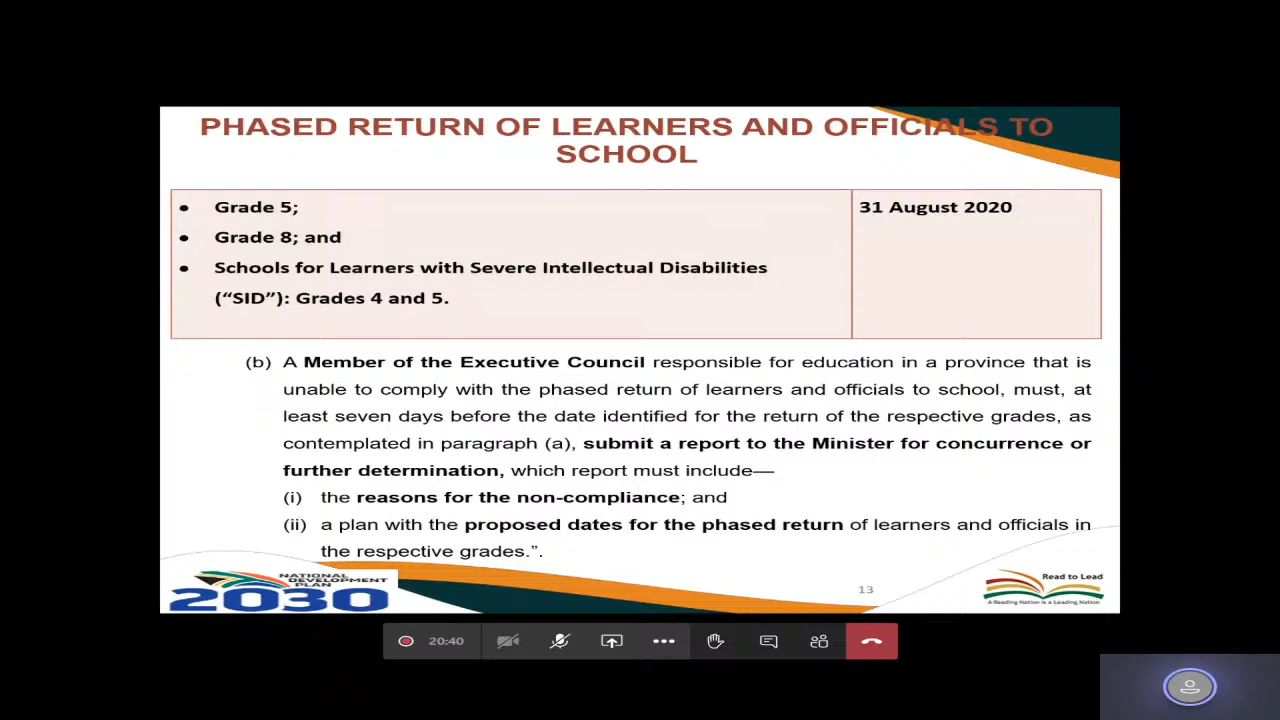 PHASED RETURN OF LEARNERS AND OFFICIALS TO
SCHOOL
• Grade 5;
31 August 2020
• Grade 8; and
• Schools for Learners with Severe Intellectual Disabilities
(“SID”): Grades 4 and 5.
(b) A Member of the Executive Council responsible for education in a province that is
unable to comply with the phased return of learners and officials to school, must, at
least seven days before the date identified for the return of the respective grades, as
contemplated in paragraph (a), submit a report to the Minister for concurrence or
further determination, which report must include—
(i) the reasons for the non-compliance; and
(ii) a plan with the proposed dates for the phased return of learners and officials in
the respective grades.”.
NATIONAL
DEVELOPMENT
PLAN
2030
13
Read to Lead
A Reading Nation is a Leading Nation
20:40